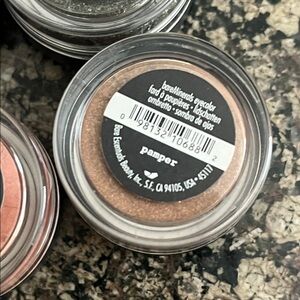 bareMinerals eyecolor
fard à paupières • lidschatten
ombretto • sombra de ojos
0 98132 10688 2
pamper
Bare Escentuals Beauty, Inc., S.F., CA 94105, USA • 45117